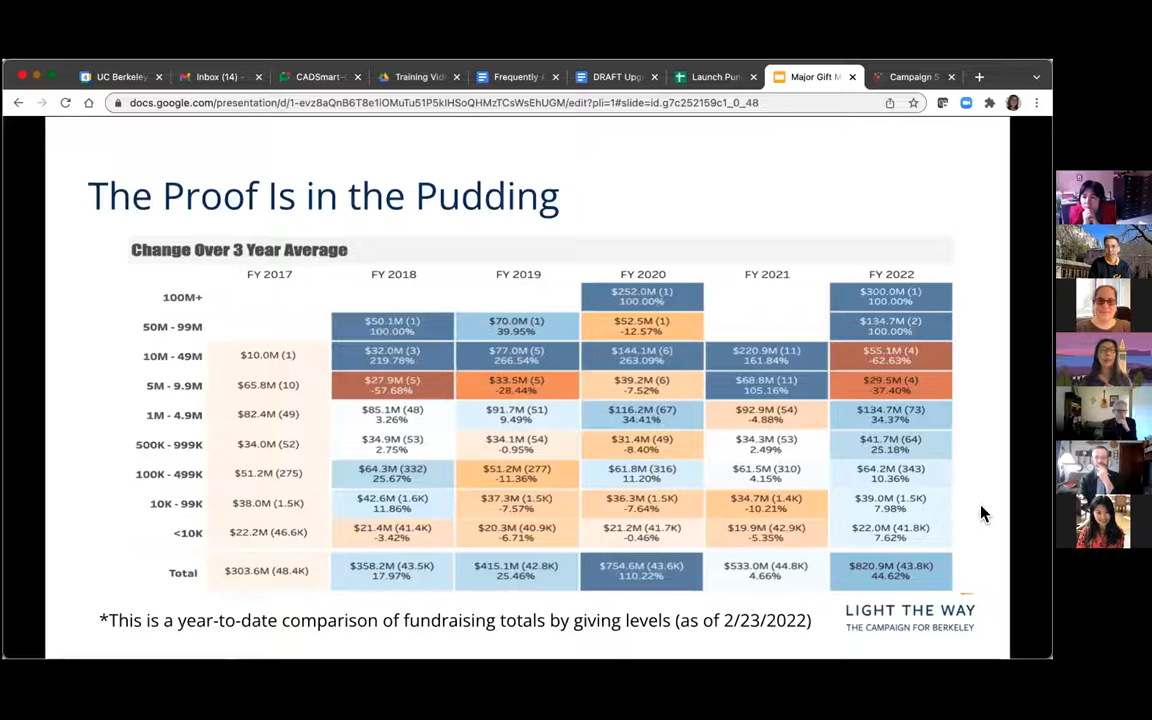 UC Berkeley
Inbox (14) -
CADSmart-
Training Vid
Frequently A
DRAFT Upg
Launch Pun
Major Gift M
Campaign S
docs.google.com/presentation/d/1-evz8aQnB6T8e1iOMuTu51P5kIHSoQHMzTCsWsEhUGM/edit?pli=1#slide=id.g7c252159c1_0_48
The Proof Is in the Pudding
Change Over 3 Year Average
FY 2017 FY 2018 FY 2019 FY 2020 FY 2021 FY 2022
100M+ $252.0M (1) $300.0M (1)
100.00% 100.00%
50M - 99M $50.1M (1) $70.0M (1) $52.5M (1) $134.7M (2)
100.00% 39.95% -12.57% 100.00%
10M - 49M $10.0M (1) $32.0M (3) $77.0M (5) $144.1M (6) $220.9M (11) $55.1M (4)
219.78% 266.54% 263.09% 161.84% -62.63%
5M - 9.9M $65.8M (10) $27.9M (5) $33.5M (5) $39.2M (6) $68.8M (11) $29.5M (4)
-57.68% -28.44% -7.52% 105.16% -37.40%
1M - 4.9M $82.4M (49) $85.1M (48) $91.7M (51) $116.2M (67) $92.9M (54) $134.7M (73)
3.26% 9.49% 34.41% -4.88% 34.37%
500K - 999K $34.0M (52) $34.9M (53) $34.1M (54) $31.4M (49) $34.3M (53) $41.7M (64)
2.75% -0.95% -8.40% 2.49% 25.18%
100K - 499K $51.2M (275) $64.3M (332) $51.2M (277) $61.8M (316) $61.5M (310) $64.2M (343)
25.67% -11.36% 11.20% 4.15% 10.36%
10K - 99K $38.0M (1.5K) $42.6M (1.6K) $37.3M (1.5K) $36.3M (1.5K) $34.7M (1.4K) $39.0M (1.5K)
11.86% -7.57% -7.64% -10.21% 7.98%
<10K $22.2M (46.6K) $21.4M (41.4K) $20.3M (40.9K) $21.2M (41.7K) $19.9M (42.9K) $22.0M (41.8K)
-3.42% -6.71% -0.46% -5.35% 7.62%
Total $303.6M (48.4K) $358.2M (43.5K) $415.1M (42.8K) $754.6M (43.6K) $533.0M (44.8K) $820.9M (43.8K)
17.97% 25.46% 110.22% 4.66% 44.62%
*This is a year-to-date comparison of fundraising totals by giving levels (as of 2/23/2022)
LIGHT THE WAY
THE CAMPAIGN FOR BERKELEY